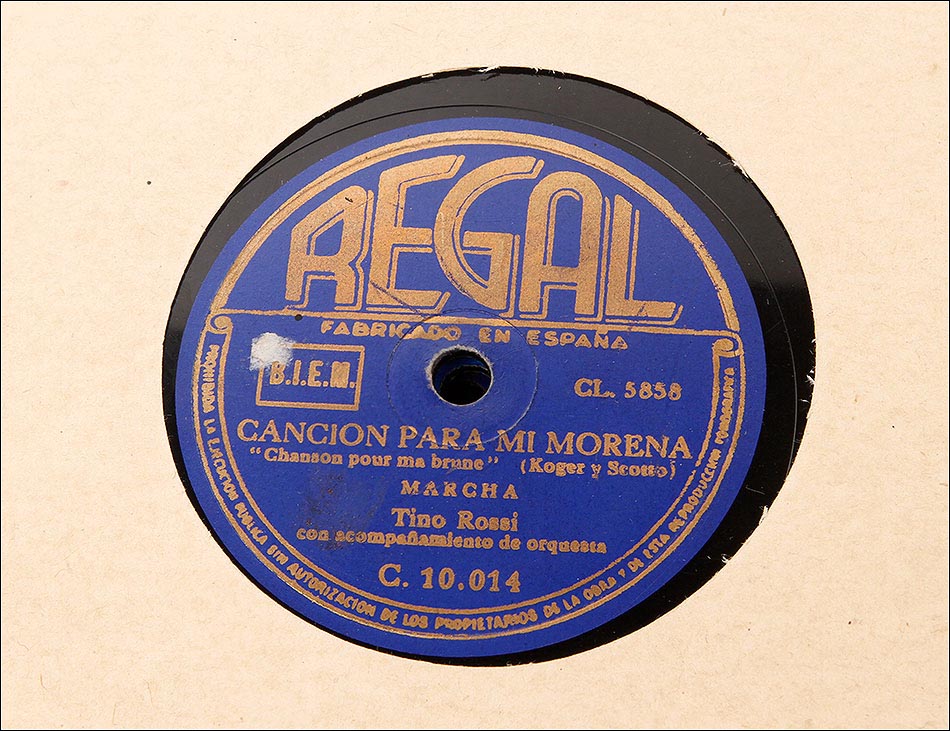 REGAL
FABRICADO EN ESPAÑA
B.I.E.M.
CL. 5858
CANCION PARA MI MORENA
"Chanson pour ma brune" (Koger y Scotto)
MARCHA
Tino Rossi
con acompañamiento de orquesta
C. 10.014
PROHIBIDA LA EJECUCION PUBLICA SIN AUTORIZACION DE LOS PROPIETARIOS DE LA OBRA Y DE ESTA REPRODUCCION FONOGRAFICA